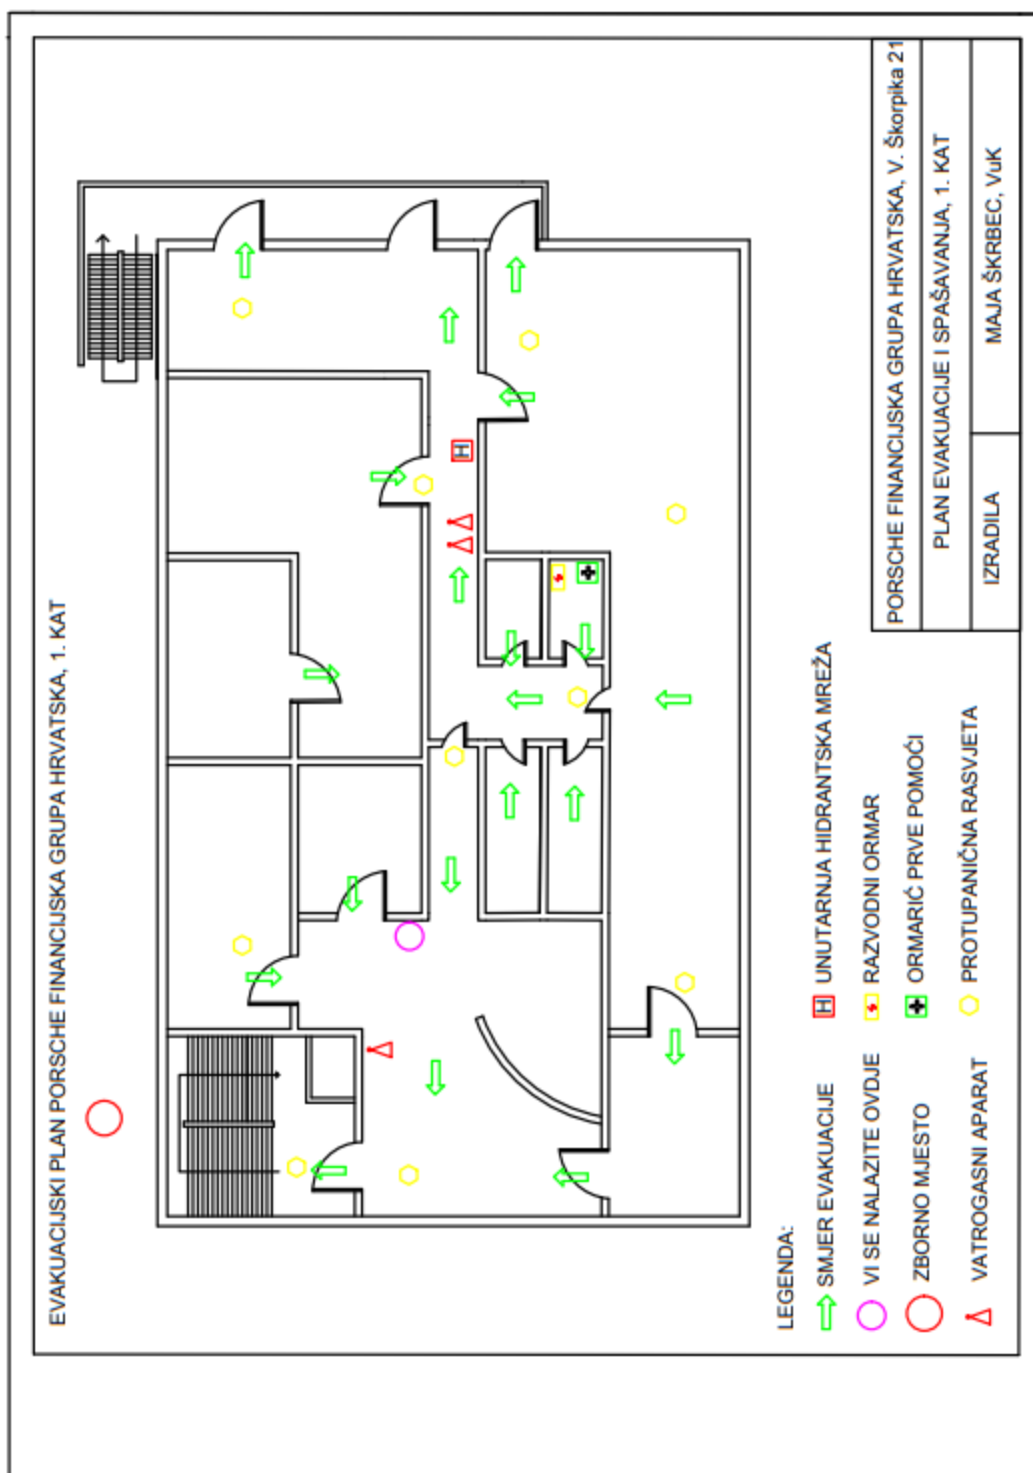 EVAKUACIJSKI PLAN PORSCHE FINANCIJSKA GRUPA HRVATSKA, 1. KAT
H
LEGENDA:
SMJER EVAKUACIJE
H UNUTARNJA HIDRANTSKA MREŽA
VI SE NALAZITE OVDJE
RAZVODNI ORMAR
ZBORNO MJESTO
ORMARIĆ PRVE POMOĆI
VATROGASNI APARAT
PROTUPANIČNA RASVJETA
PORSCHE FINANCIJSKA GRUPA HRVATSKA, V. Škorpika 21
PLAN EVAKUACIJE I SPAŠAVANJA, 1. KAT
IZRADILA
MAJA ŠKRBEC, VuK